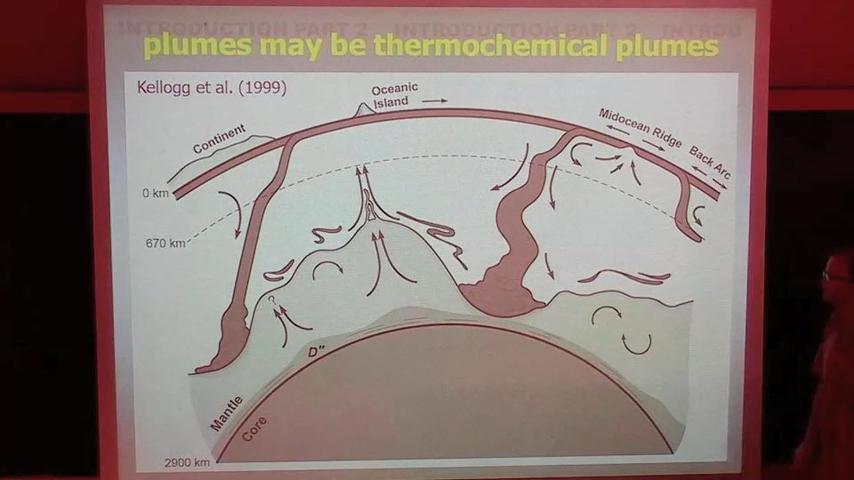 INTRODUCTION PART 2 INTRODUCTION PART 2 INTROD
plumes may be thermochemical plumes
Kellogg et al. (1999)
Oceanic
Island
Continent
Midocean Ridge
Back Arc
0 km
670 km
?
D"
Mantle
Core
2900 km